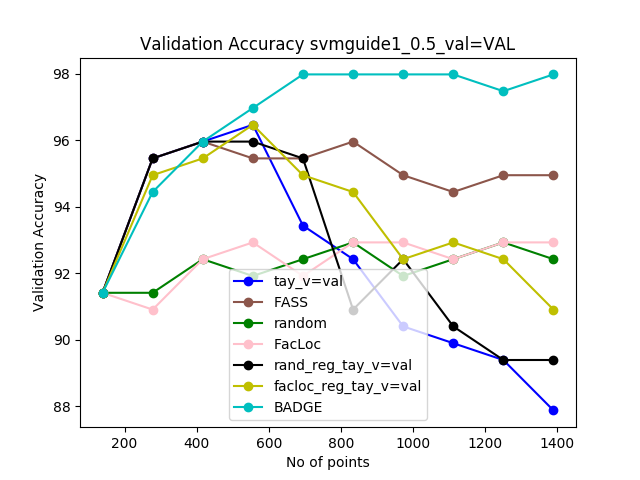 Validation Accuracy svmguide1_0.5_val=VAL
98
96
94
92
90
88
Validation Accuracy
tay_v=val
FASS
random
FacLoc
rand_reg_tay_v=val
facloc_reg_tay_v=val
BADGE
200 400 600 800 1000 1200 1400
No of points